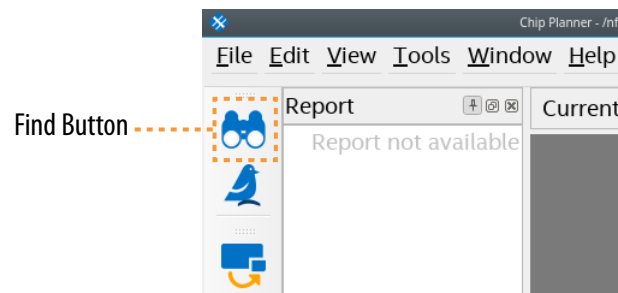 Chip Planner - /nf
File Edit View Tools Window Help
Find Button
Report
Current
Report not available